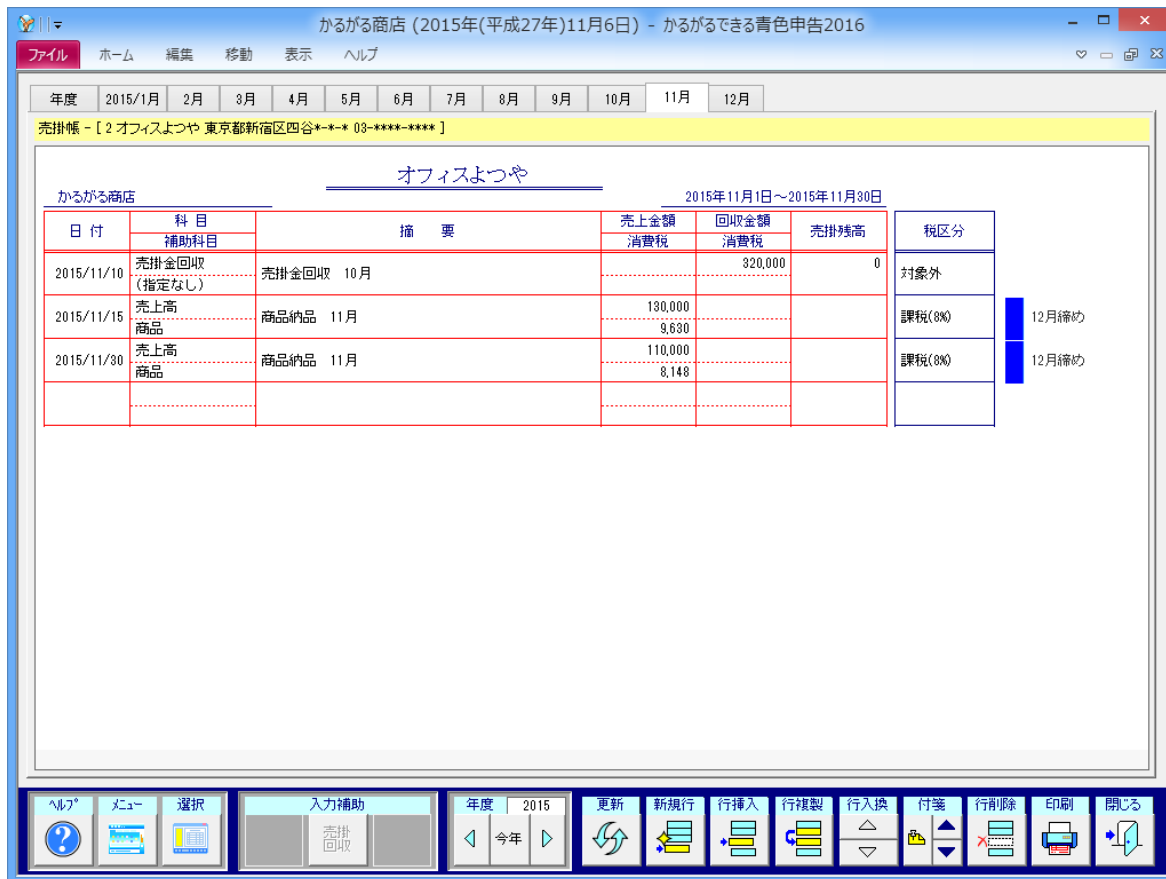 かるがる商店 (2015年(平成27年)11月6日) - かるがるできる青色申告2016
ファイル ホーム 編集 移動 表示 ヘルプ
年度 2015/1月 2月 3月 4月 5月 6月 7月 8月 9月 10月 11月 12月
売掛帳 - [ 2 オフィスよつや 東京都新宿区四谷*-*-* 03-****-**** ]
オフィスよつや
かるがる商店 2015年11月1日～2015年11月30日
日 付 科 目 摘 要 売上金額 回収金額 売掛残高 税区分
補助科目 消費税 消費税
2015/11/10 売掛金回収 売掛金回収 10月 320,000 0 対象外
(指定なし)
2015/11/15 売上高 商品納品 11月 130,000 課税(8%) 12月締め
商品 9,630
2015/11/30 売上高 商品納品 11月 110,000 課税(8%) 12月締め
商品 8,148
ヘルプ メニュー 選択 入力補助 年度 2015 更新 新規行 行挿入 行複製 行入換 付箋 行削除 印刷 閉じる
売掛
回収
今年